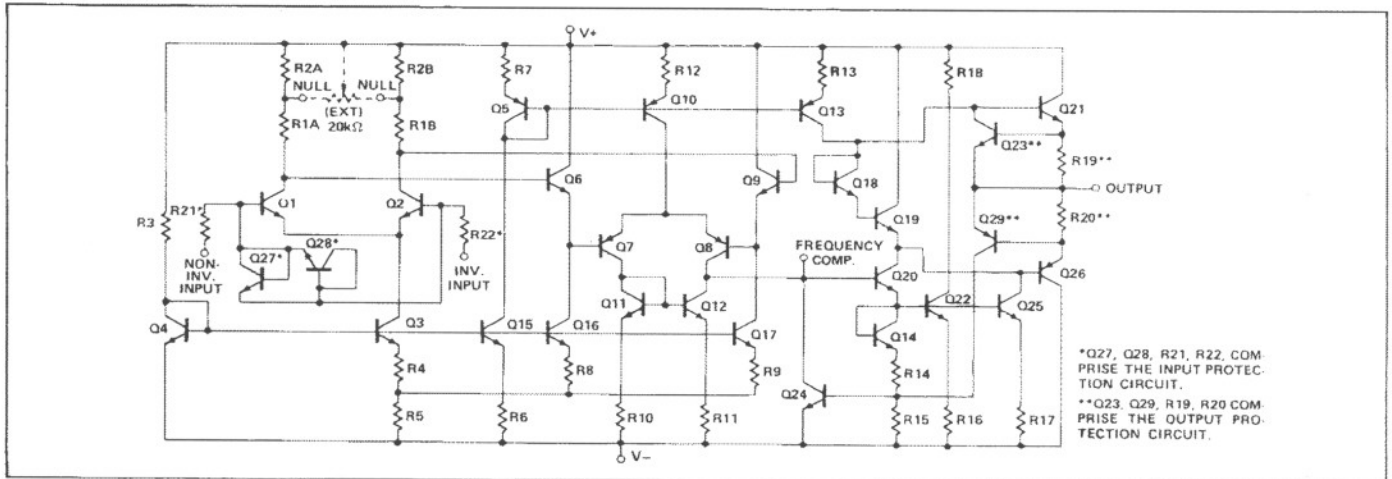 V+
R2A
R2B
R7
R12
R13
R18
NULL
NULL
(EXT)
20kΩ
Q5
Q10
Q13
Q21
R1A
R1B
Q23**
R19**
Q6
Q9
Q18
OUTPUT
R3
R21*
Q1
Q2
Q19
R20**
Q29**
R22*
Q7
Q8
FREQUENCY
COMP.
Q28*
Q27*
NON-
INV.
INPUT
INV.
INPUT
Q20
Q26
Q11
Q12
Q22
Q25
Q4
Q3
Q15
Q16
Q17
Q14
R4
R8
R9
Q24
R14
R5
R6
R10
R11
R15
R16
R17
V−
*Q27, Q28, R21, R22, COM-
PRISE THE INPUT PROTEC-
TION CIRCUIT.
**Q23, Q29, R19, R20 COM-
PRISE THE OUTPUT PRO-
TECTION CIRCUIT.